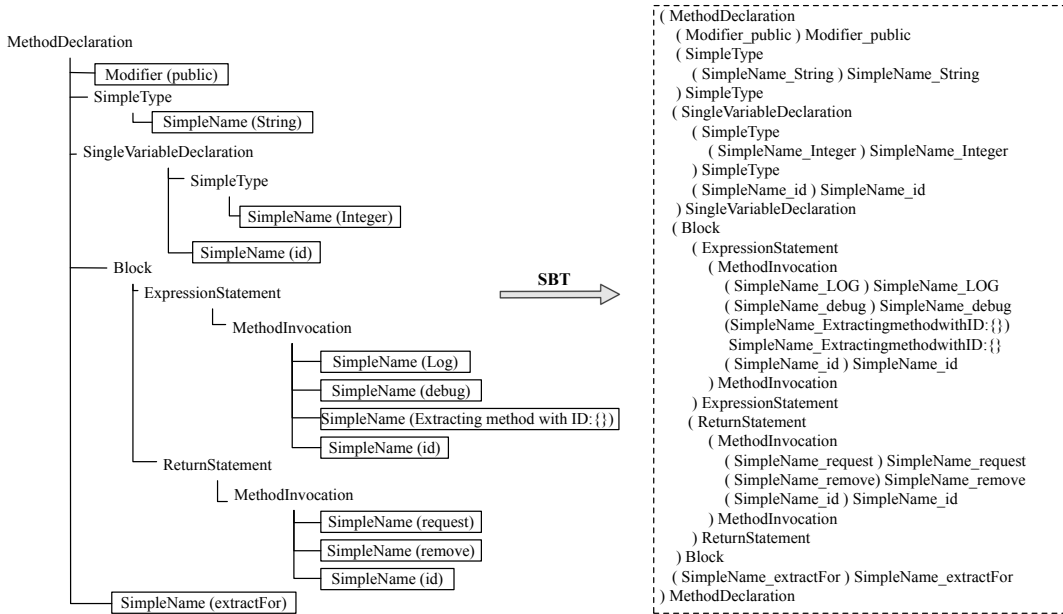 MethodDeclaration
Modifier (public)
SimpleType
SimpleName (String)
SingleVariableDeclaration
SimpleType
SimpleName (Integer)
SimpleName (id)
Block
ExpressionStatement
MethodInvocation
SimpleName (Log)
SimpleName (debug)
SimpleName (Extracting method with ID:{})
SimpleName (id)
ReturnStatement
MethodInvocation
SimpleName (request)
SimpleName (remove)
SimpleName (id)
SimpleName (extractFor)
SBT
( MethodDeclaration
( Modifier_public ) Modifier_public
( SimpleType
( SimpleName_String ) SimpleName_String
) SimpleType
( SingleVariableDeclaration
( SimpleType
( SimpleName_Integer ) SimpleName_Integer
) SimpleType
( SimpleName_id ) SimpleName_id
) SingleVariableDeclaration
( Block
( ExpressionStatement
( MethodInvocation
( SimpleName_LOG ) SimpleName_LOG
( SimpleName_debug ) SimpleName_debug
(SimpleName_ExtractingmethodwithID:{})
SimpleName_ExtractingmethodwithID:{}
( SimpleName_id ) SimpleName_id
) MethodInvocation
) ExpressionStatement
( ReturnStatement
( MethodInvocation
( SimpleName_request ) SimpleName_request
( SimpleName_remove) SimpleName_remove
( SimpleName_id ) SimpleName_id
) MethodInvocation
) ReturnStatement
) Block
( SimpleName_extractFor ) SimpleName_extractFor
) MethodDeclaration